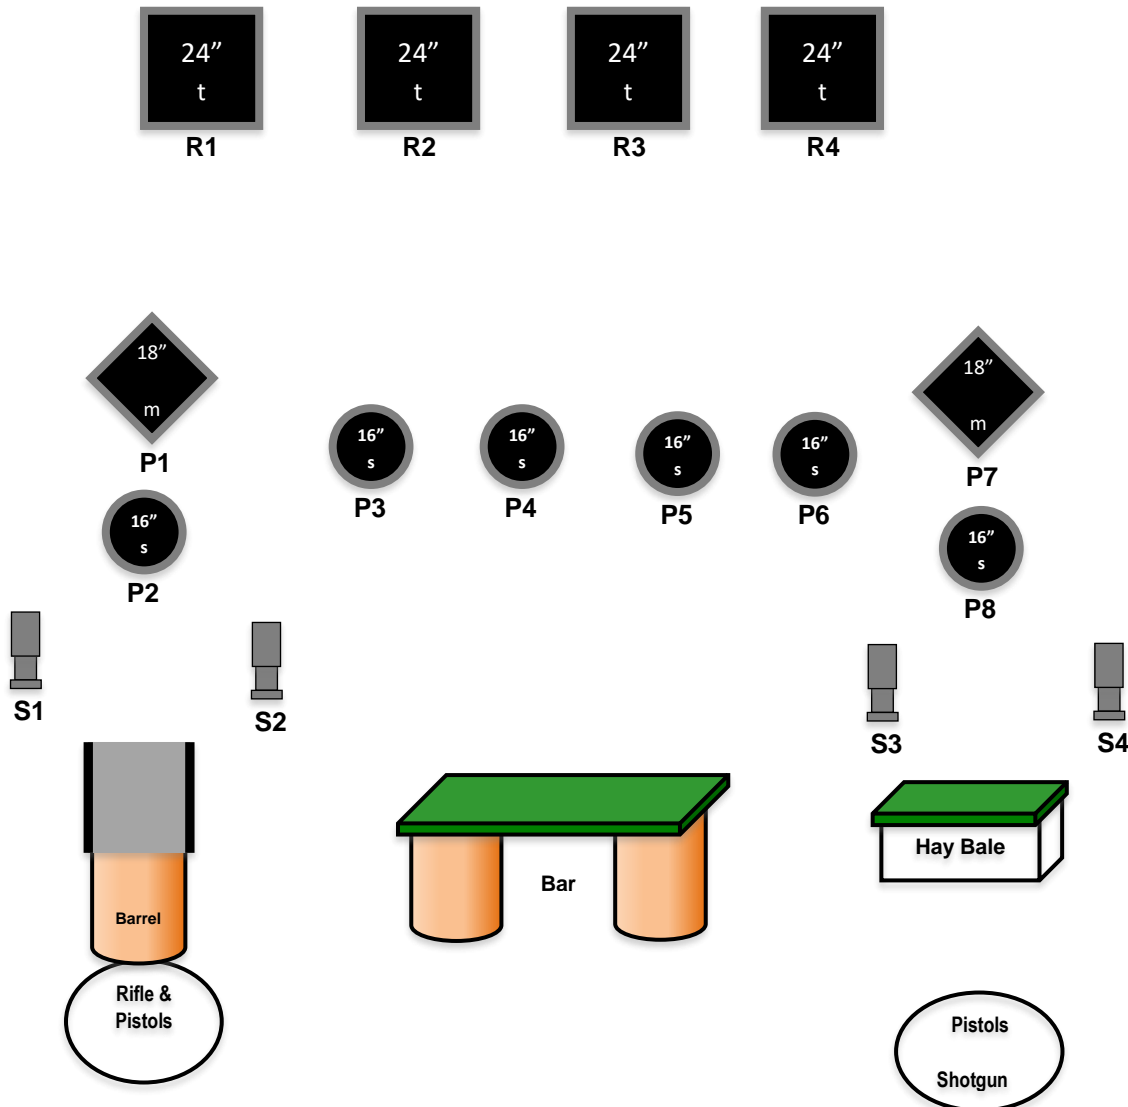 24”
t
R1
24”
t
R2
24”
t
R3
24”
t
R4
18”
m
P1
16”
s
P2
16”
s
P3
16”
s
P4
16”
s
P5
16”
s
P6
18”
m
P7
16”
s
P8
S1
S2
S3
S4
Barrel
Rifle &
Pistols
Bar
Hay Bale
Pistols
Shotgun